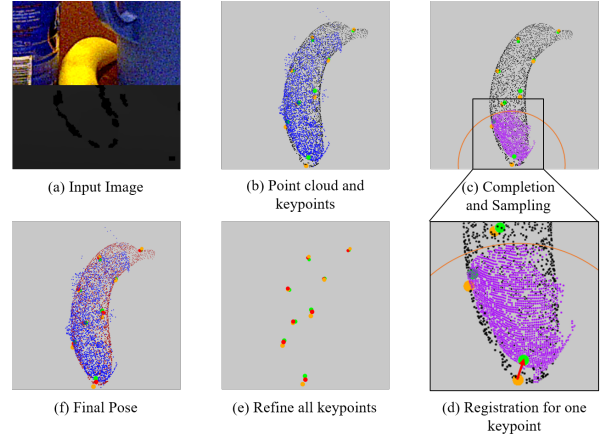 (a) Input Image
(b) Point cloud and
keypoints
(c) Completion
and Sampling
(f) Final Pose
(e) Refine all keypoints
(d) Registration for one
keypoint